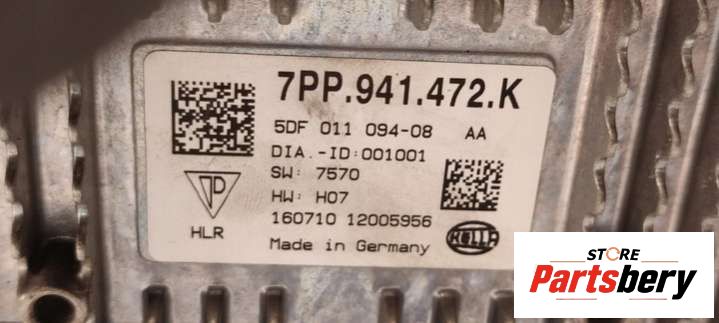 7PP.941.472.K
5DF 011 094-08 AA
DIA.-ID:001001
SW: 7570
HW: H07
160710 12005956
HLR
Made in Germany
HELLA
STORE
Partsbery